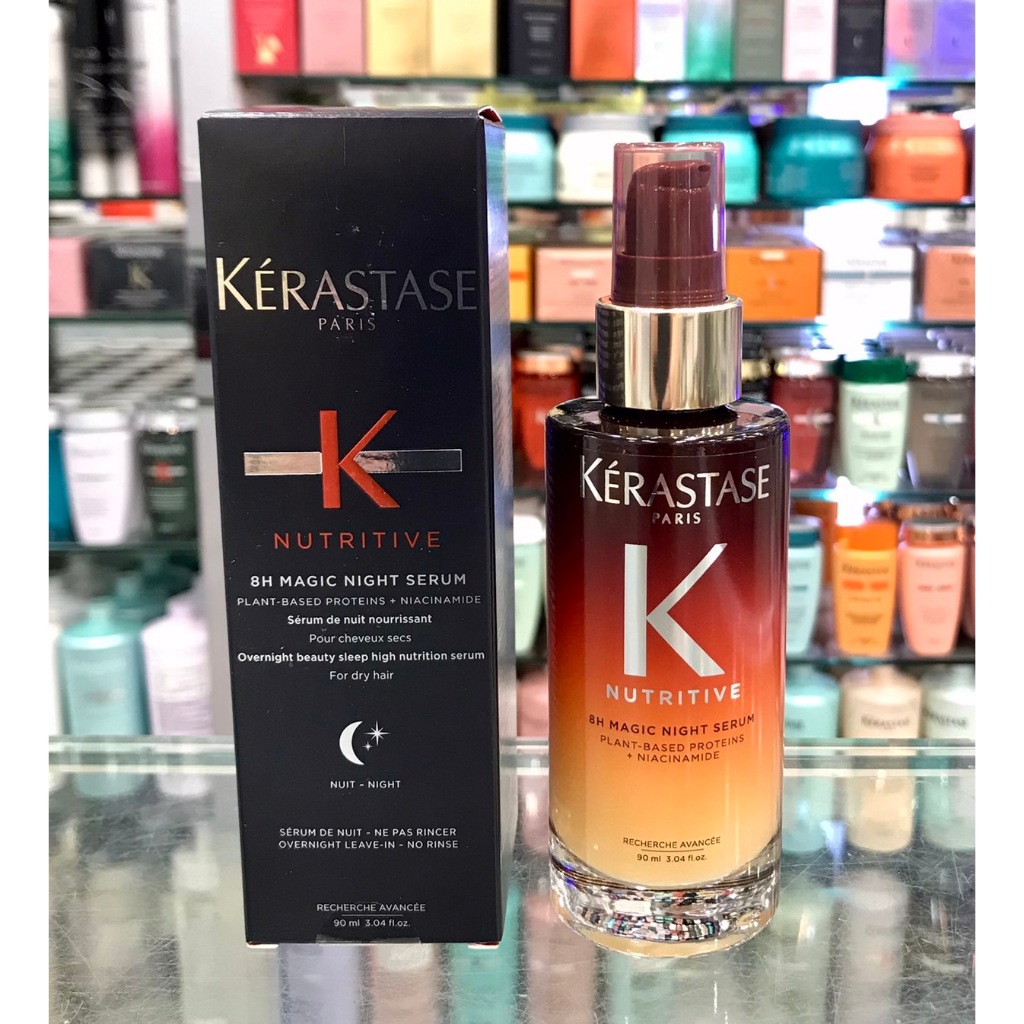 KÉRASTASE
PARIS
K
NUTRITIVE
8H MAGIC NIGHT SERUM
PLANT-BASED PROTEINS + NIACINAMIDE
Sérum de nuit nourrissant
Pour cheveux secs
Overnight beauty sleep high nutrition serum
For dry hair
NUIT - NIGHT
SÉRUM DE NUIT - NE PAS RINCER
OVERNIGHT LEAVE-IN - NO RINSE
RECHERCHE AVANCÉE
90 ml 3.04 fl.oz.
KÉRASTASE
PARIS
K
NUTRITIVE
8H MAGIC NIGHT SERUM
PLANT-BASED PROTEINS
+ NIACINAMIDE
RECHERCHE AVANCÉE
90 ml 3.04 fl.oz.